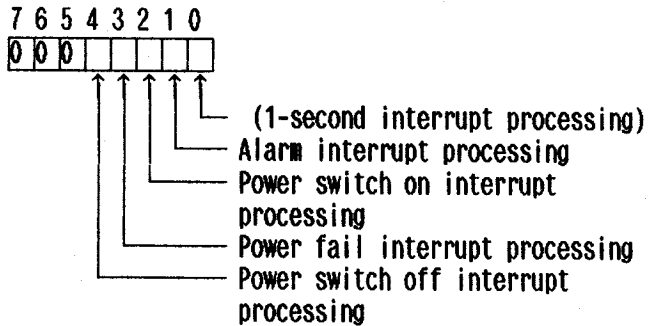 7 6 5 4 3 2 1 0
0 0 0
(1-second interrupt processing)
Alarm interrupt processing
Power switch on interrupt
processing
Power fail interrupt processing
Power switch off interrupt
processing